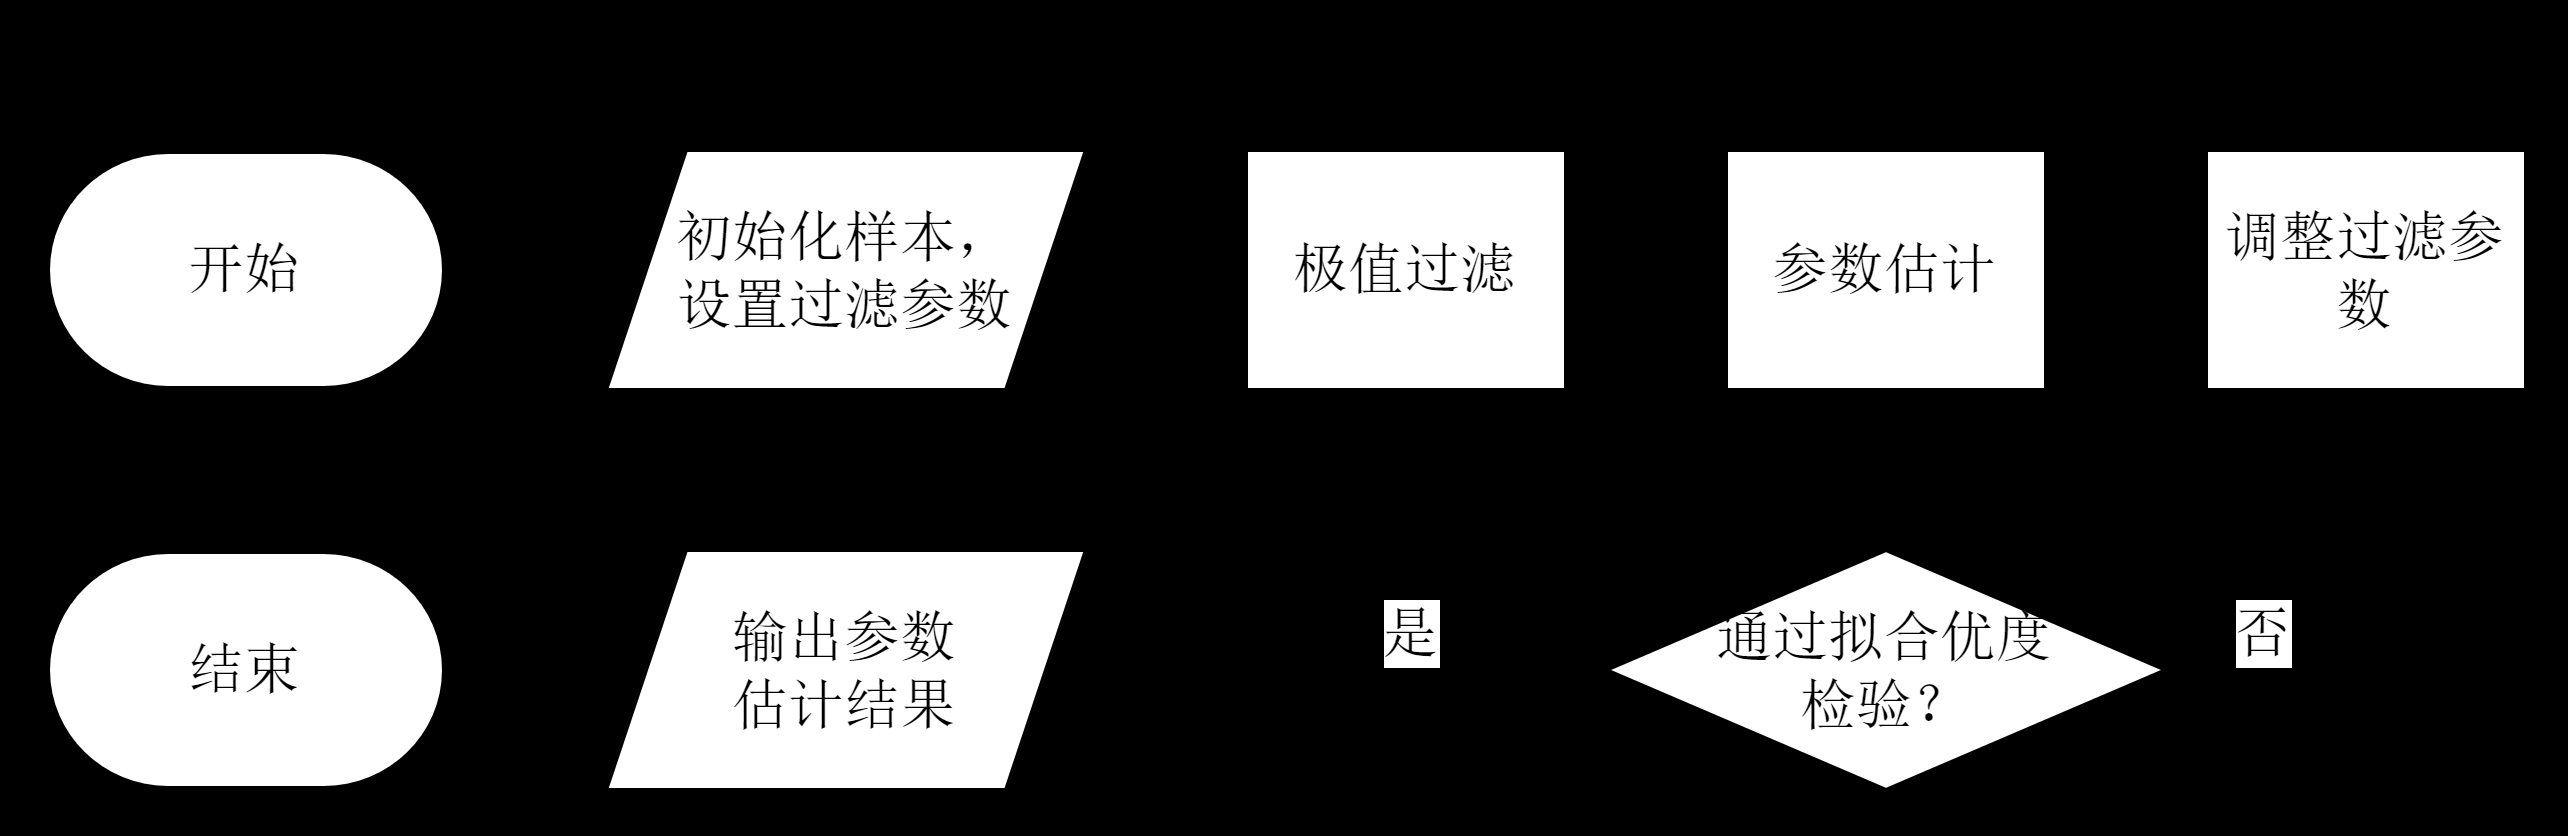 开始
初始化样本，
设置过滤参数
极值过滤
参数估计
调整过滤参
数
结束
输出参数
估计结果
是
通过拟合优度
检验？
否